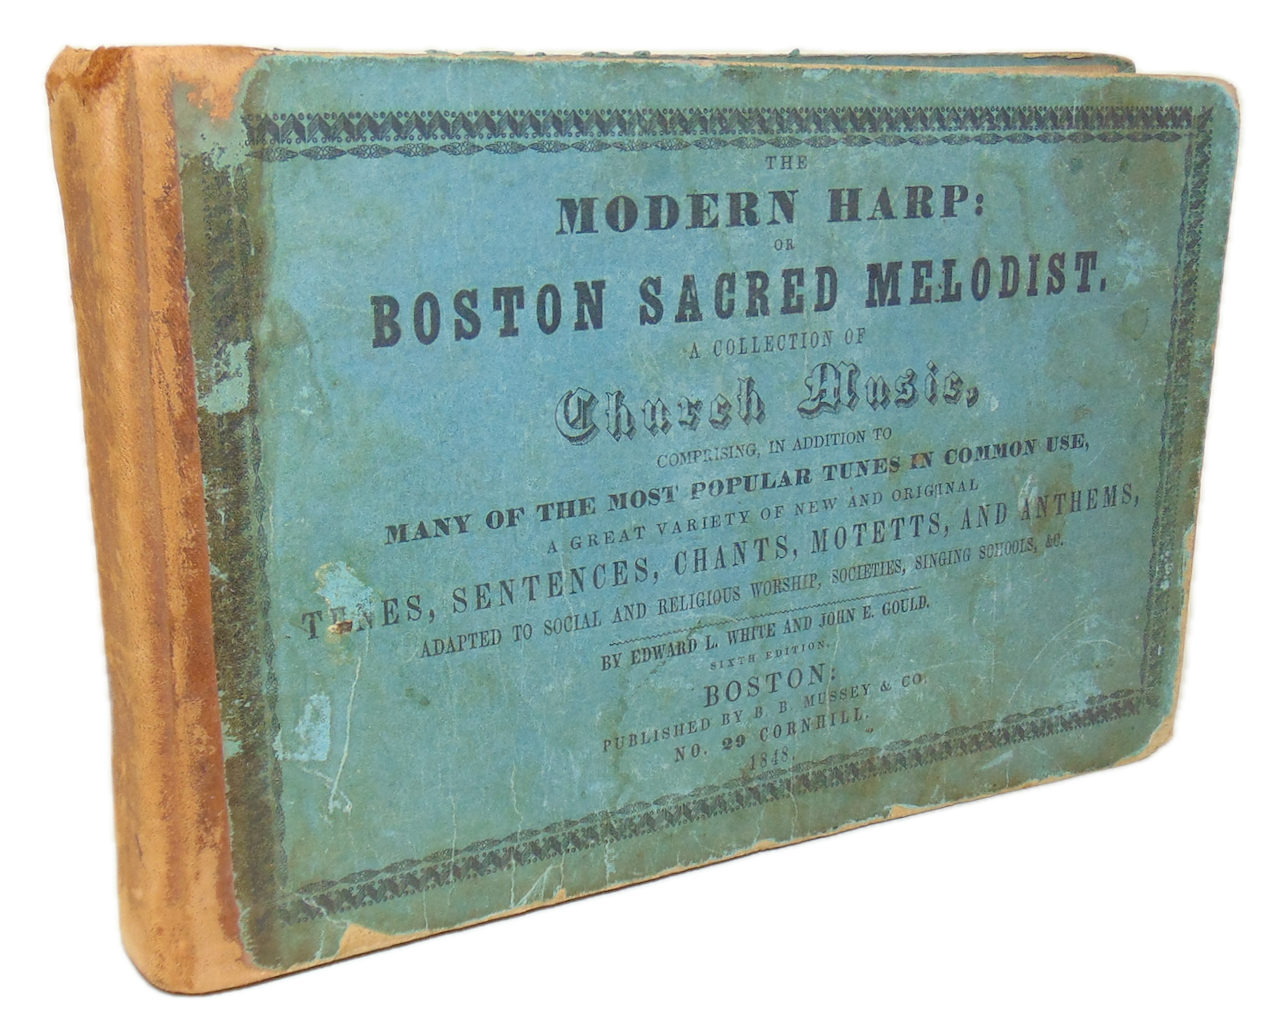 THE
MODERN HARP:
OR
BOSTON SACRED MELODIST.
A COLLECTION OF
Church Music,
COMPRISING, IN ADDITION TO
MANY OF THE MOST POPULAR TUNES IN COMMON USE,
A GREAT VARIETY OF NEW AND ORIGINAL
TUNES, SENTENCES, CHANTS, MOTETTS, AND ANTHEMS,
ADAPTED TO SOCIAL AND RELIGIOUS WORSHIP, SOCIETIES, SINGING SCHOOLS, &C.
BY EDWARD L. WHITE AND JOHN E. GOULD.
SIXTH EDITION.
BOSTON:
PUBLISHED BY B. B. MUSSEY & CO.
NO. 29 CORNHILL.
1848.